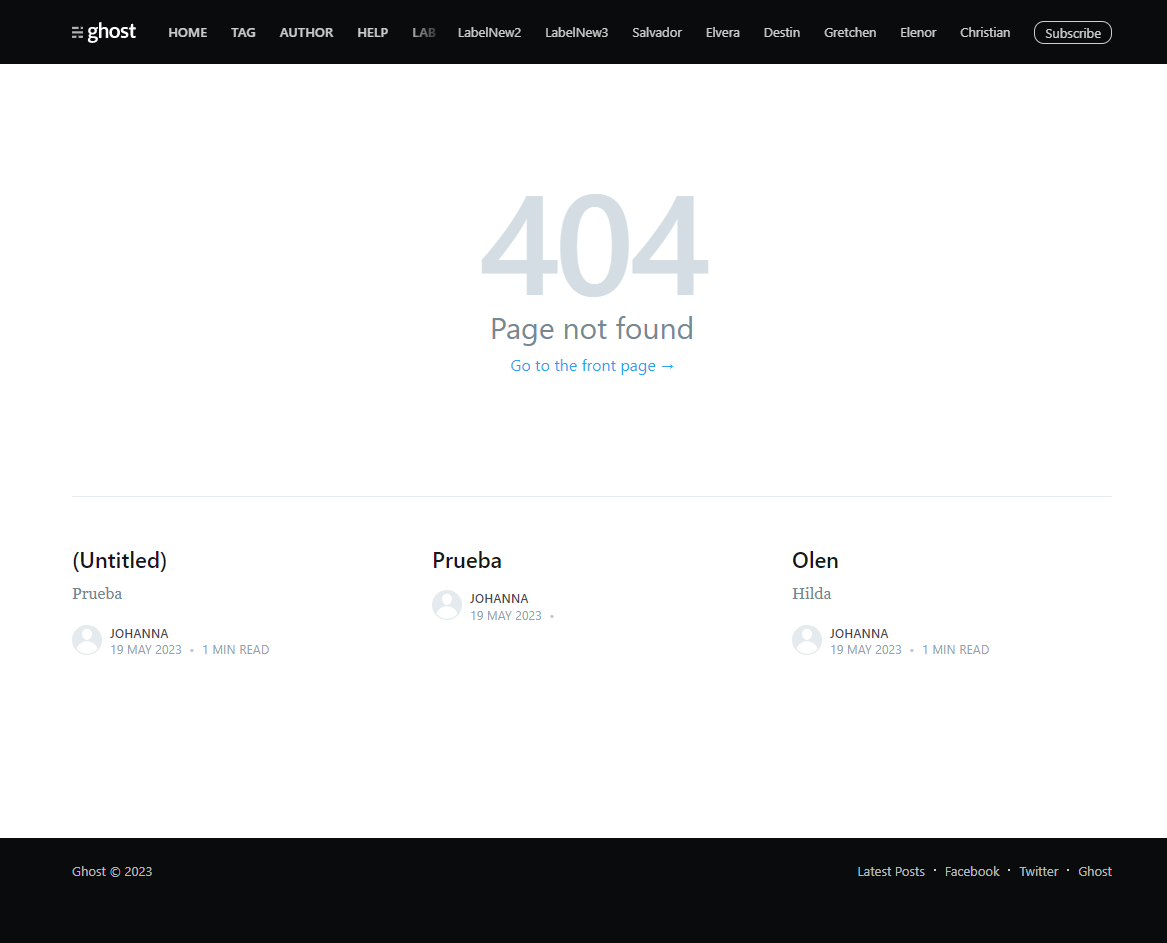 ghost HOME TAG AUTHOR HELP LAB LabelNew2 LabelNew3 Salvador Elvera Destin Gretchen Elenor Christian Subscribe
404
Page not found
Go to the front page →
(Untitled)
Prueba
JOHANNA
19 MAY 2023 • 1 MIN READ
Prueba
JOHANNA
19 MAY 2023 •
Olen
Hilda
JOHANNA
19 MAY 2023 • 1 MIN READ
Ghost © 2023
Latest Posts · Facebook · Twitter · Ghost